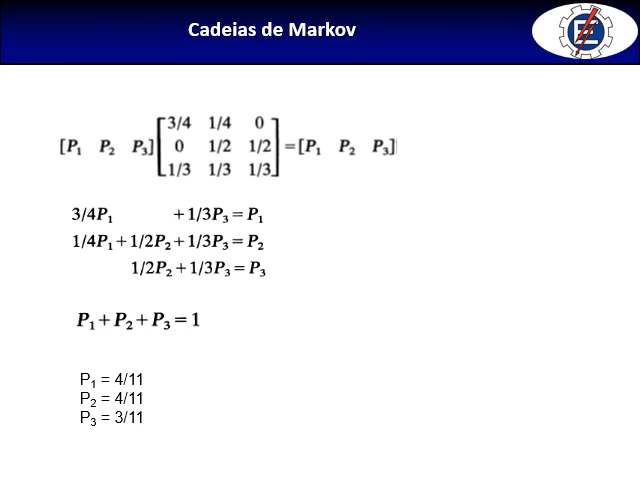 Cadeias de Markov
[P₁ P₂ P₃] [3/4 1/4 0
0 1/2 1/2
1/3 1/3 1/3] = [P₁ P₂ P₃]
3/4P₁ + 1/3P₃ = P₁
1/4P₁ + 1/2P₂ + 1/3P₃ = P₂
1/2P₂ + 1/3P₃ = P₃
P₁ + P₂ + P₃ = 1
P₁ = 4/11
P₂ = 4/11
P₃ = 3/11